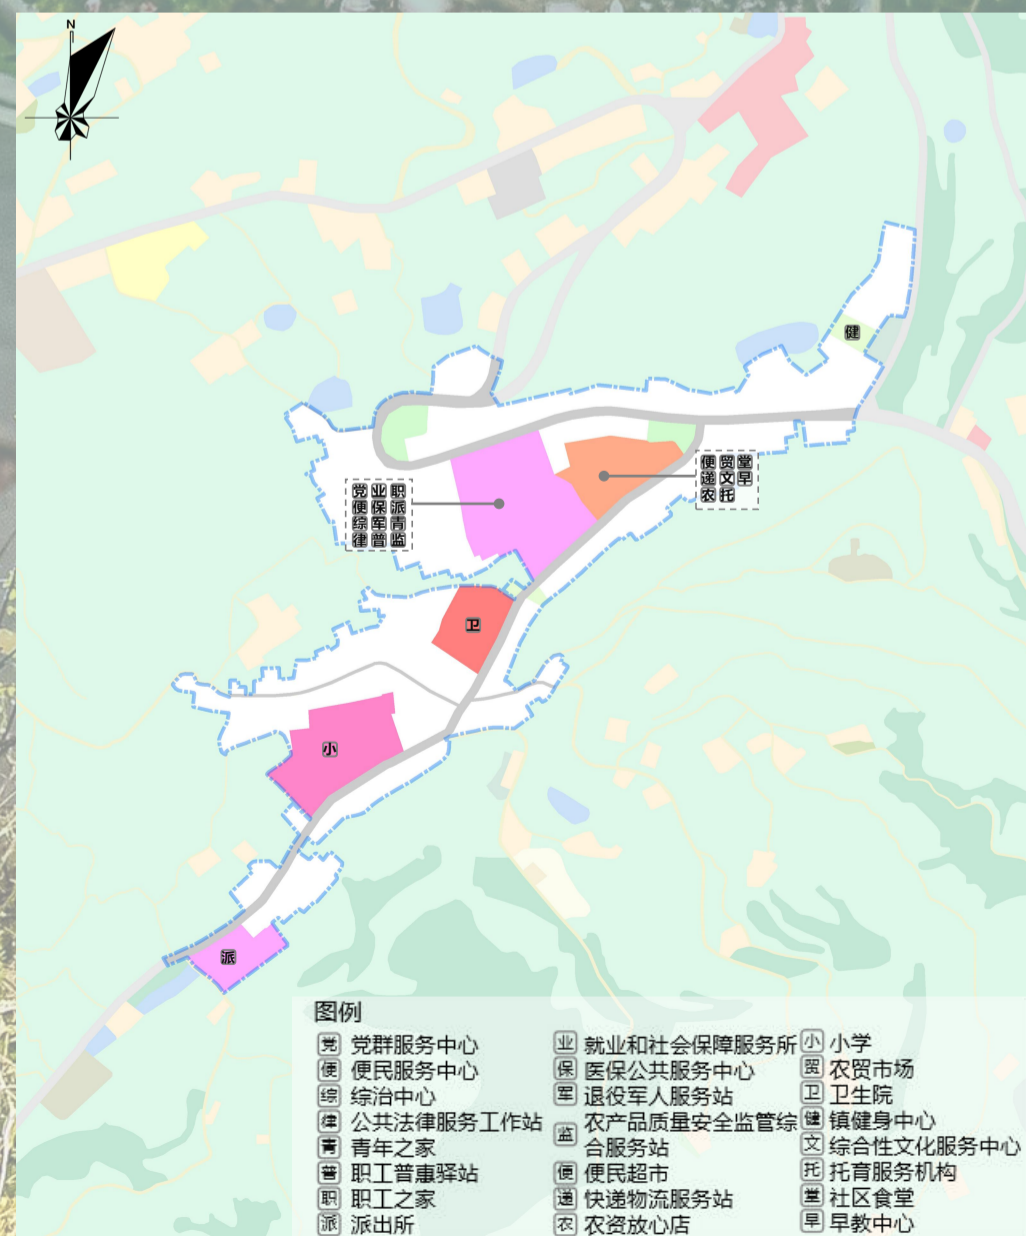 N
健
便贸堂
递文早
农托
党业职
便保派
综军青
律普监
卫
小
派
图例
党 党群服务中心
便 便民服务中心
综 综治中心
律 公共法律服务工作站
青 青年之家
普 职工普惠驿站
职 职工之家
派 派出所
业 就业和社会保障服务所
保 医保公共服务中心
军 退役军人服务站
监 农产品质量安全监管综
合服务站
便 便民超市
递 快递物流服务站
农 农资放心店
小 小学
贸 农贸市场
卫 卫生院
健 镇健身中心
文 综合性文化服务中心
托 托育服务机构
堂 社区食堂
早 早教中心